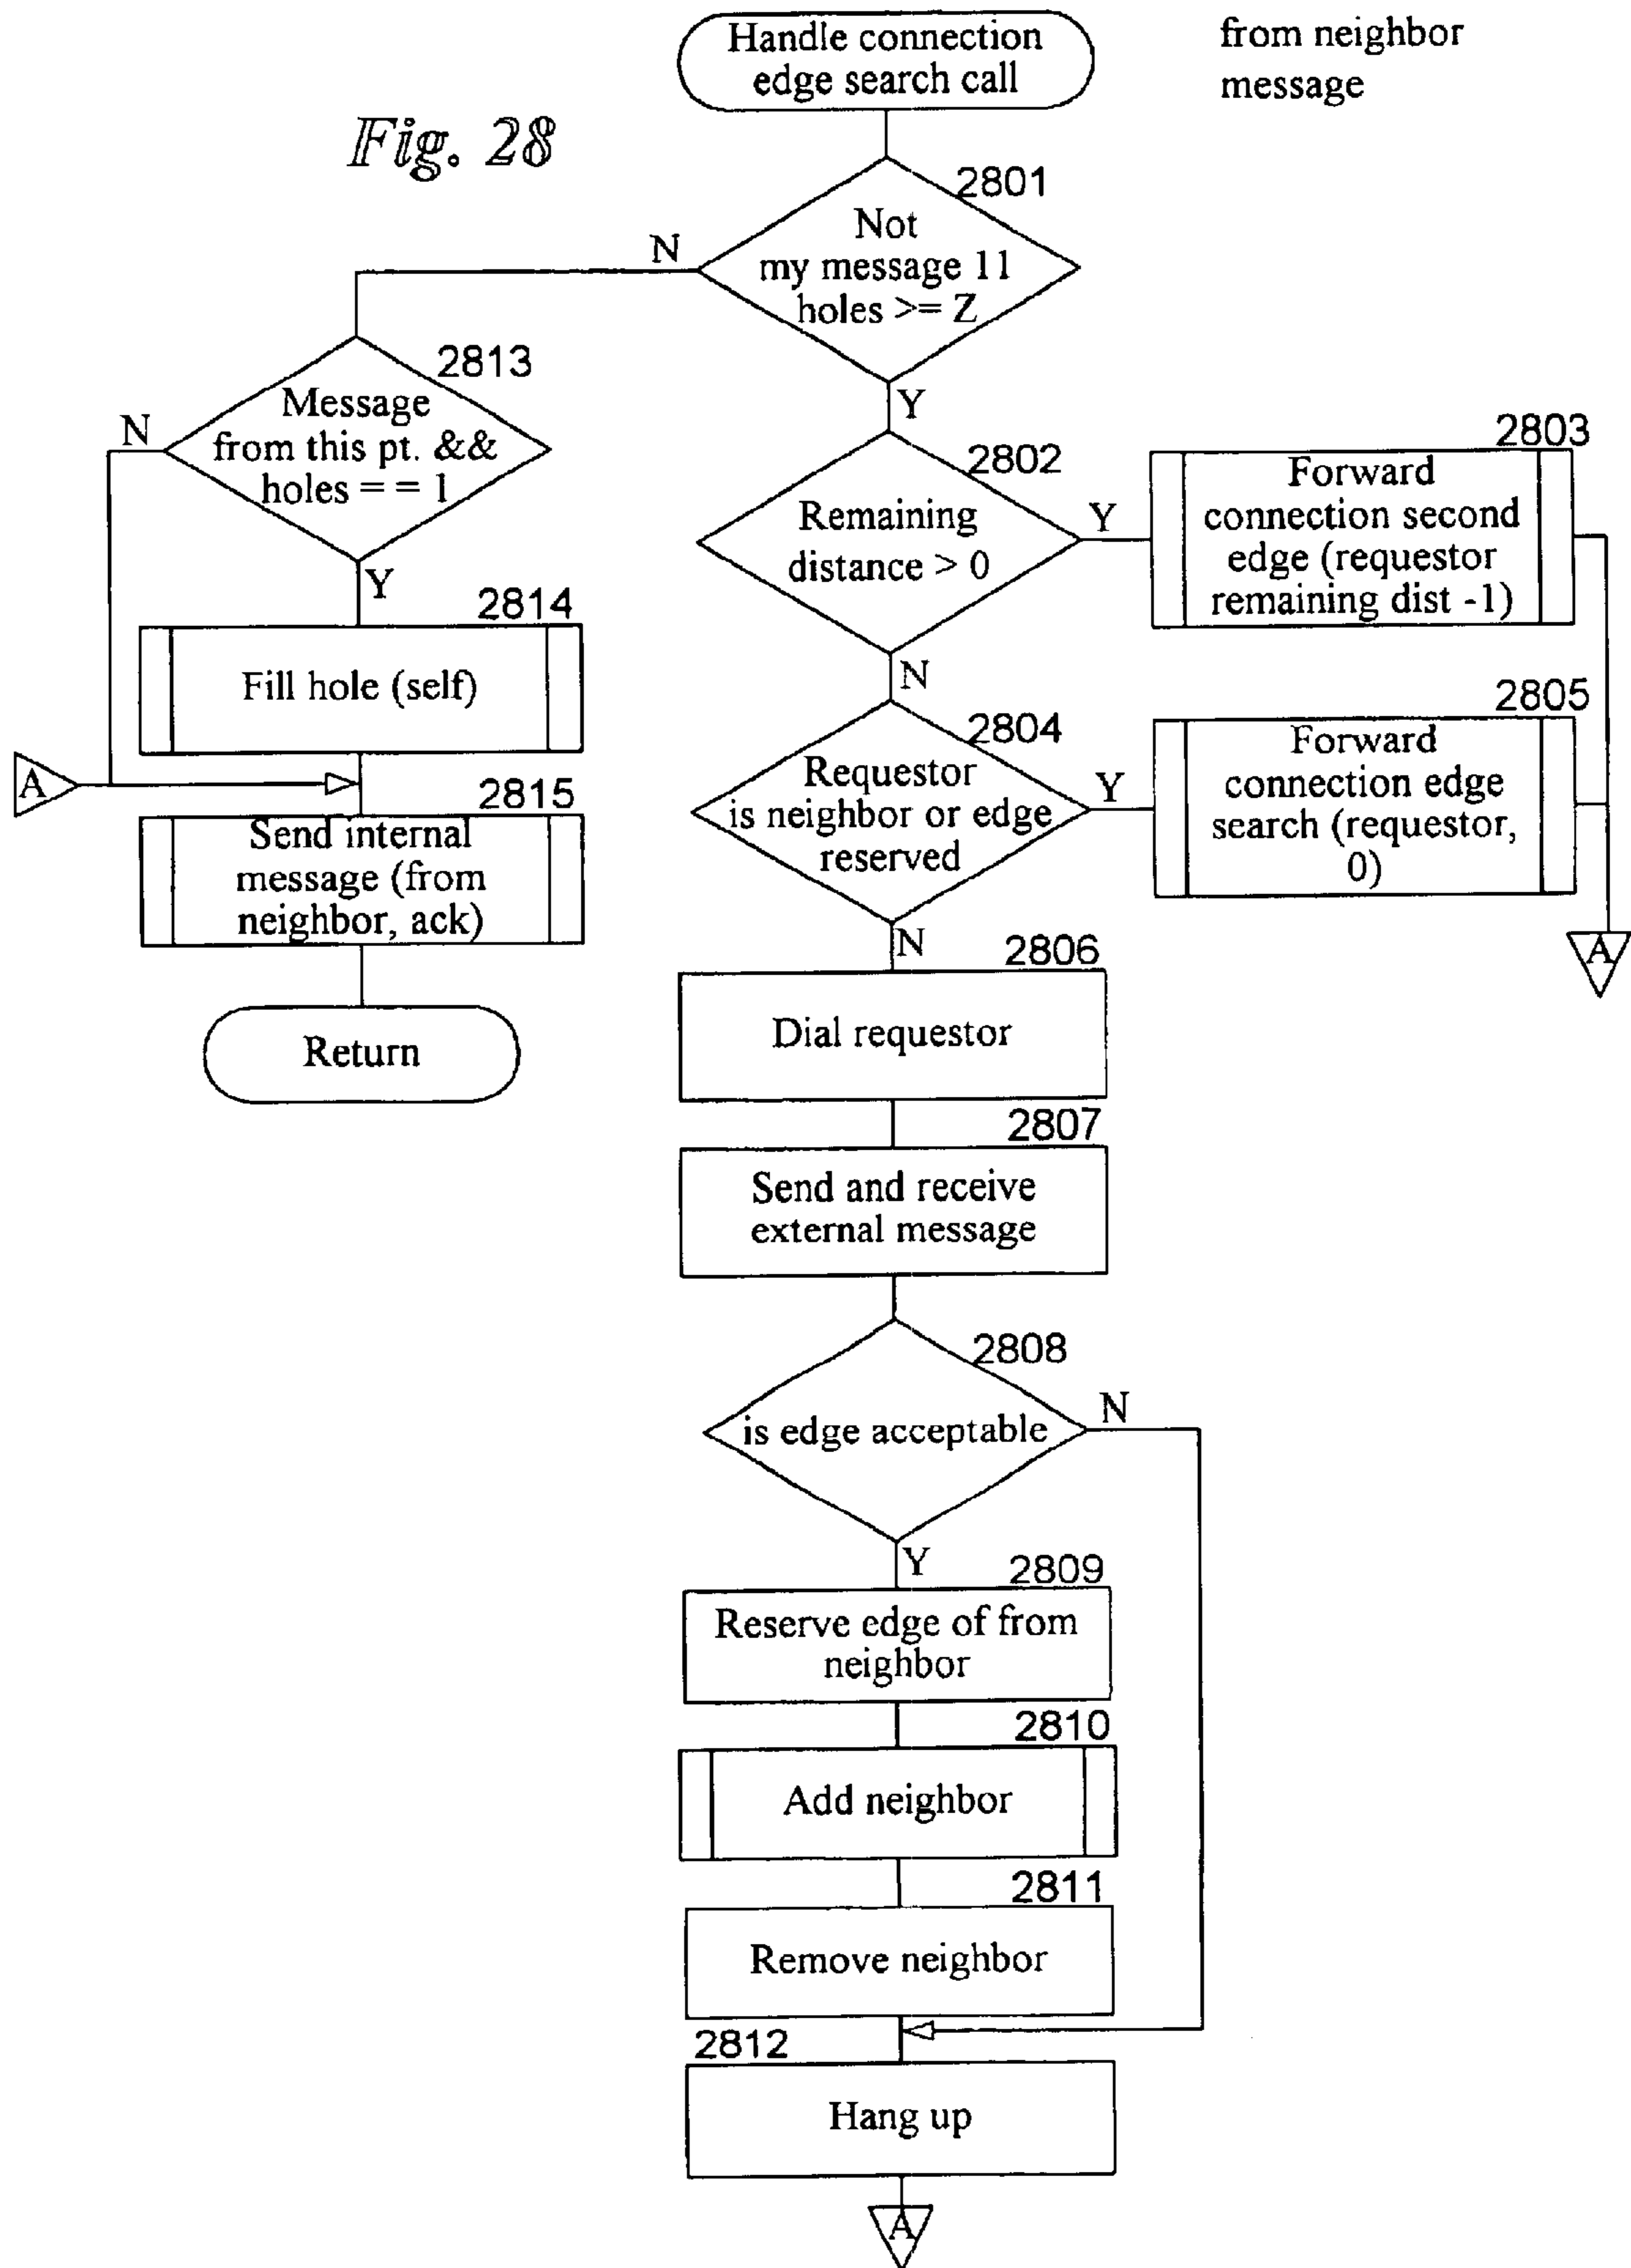 Handle connection
edge search call
from neighbor
message
Fig. 28
2801
Not
my message 11
holes >= Z
N
Y
2813
Message
from this pt. &&
holes = = 1
N
Y
2814
Fill hole (self)
A
2815
Send internal
message (from
neighbor, ack)
Return
2802
Remaining
distance > 0
Y
N
2803
Forward
connection second
edge (requestor
remaining dist -1)
2804
Requestor
is neighbor or edge
reserved
Y
N
2805
Forward
connection edge
search (requestor,
0)
A
2806
Dial requestor
2807
Send and receive
external message
2808
is edge acceptable
N
Y
2809
Reserve edge of from
neighbor
2810
Add neighbor
2811
Remove neighbor
2812
Hang up
A